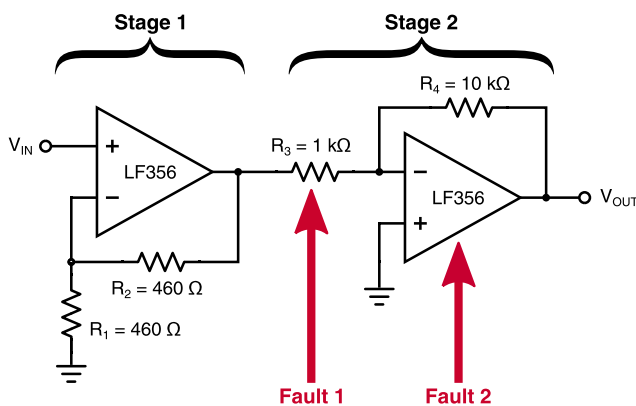 Stage 1
Stage 2
R4 = 10 kΩ
VIN
+
−
LF356
R3 = 1 kΩ
−
+
LF356
VOUT
R2 = 460 Ω
R1 = 460 Ω
Fault 1
Fault 2